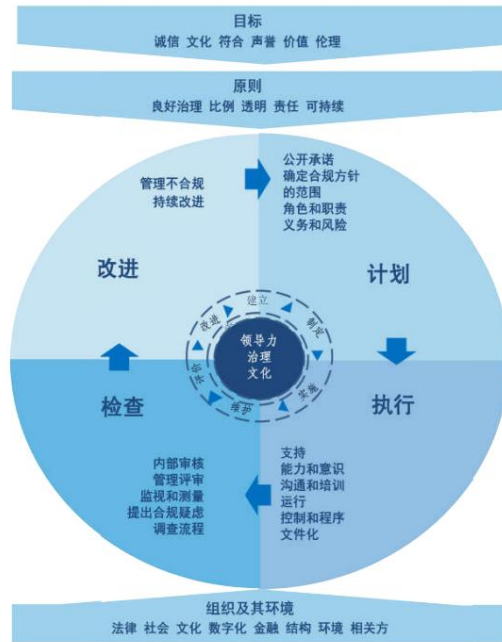 目标
诚信 文化 符合 声誉 价值 伦理
原则
良好治理 比例 透明 责任 可持续
管理不合规
持续改进
改进
公开承诺
确定合规方针
的范围
角色和职责
义务和风险
计划
建立
制定
实施
维护
评价
改进
领导力
治理
文化
检查
内部审核
管理评审
监视和测量
提出合规疑虑
调查流程
执行
支持
能力和意识
沟通和培训
运行
控制和程序
文件化
组织及其环境
法律 社会 文化 数字化 金融 结构 环境 相关方